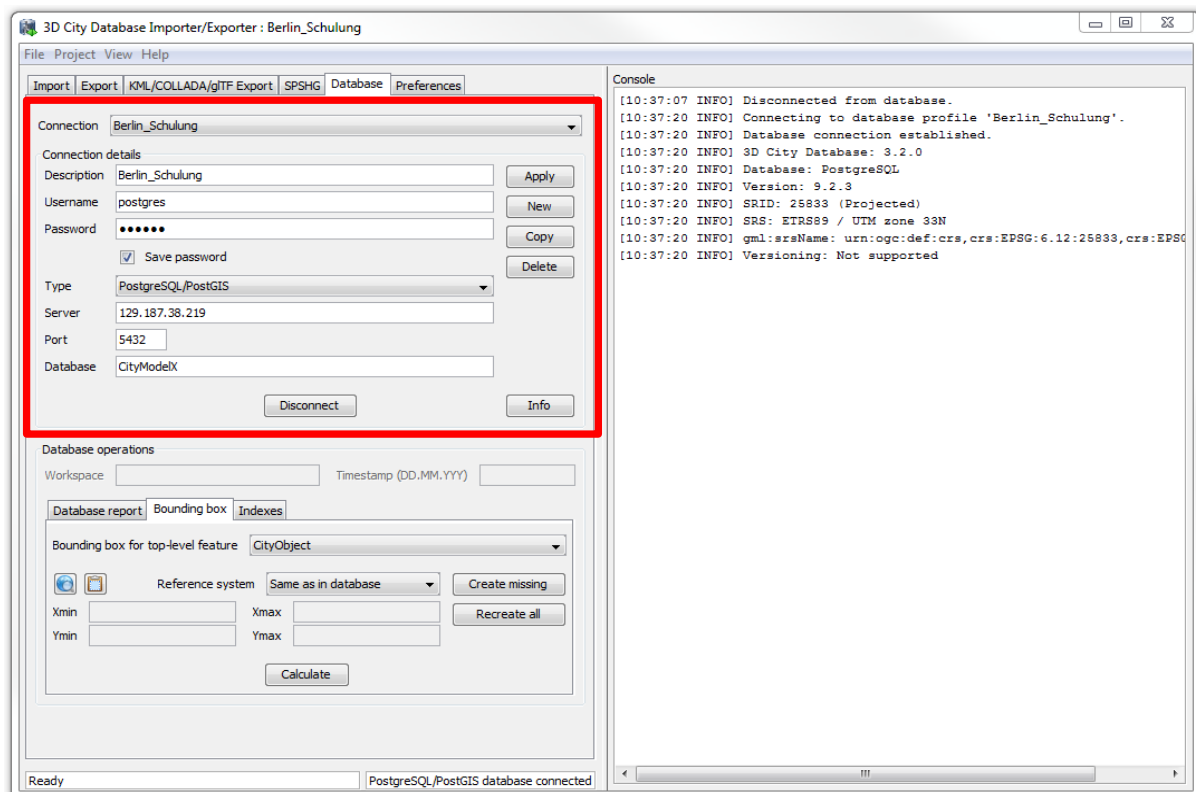 3D City Database Importer/Exporter : Berlin_Schulung
File Project View Help
Import Export KML/COLLADA/glTF Export SPSHG Database Preferences
Connection Berlin_Schulung
Connection details
Description Berlin_Schulung Apply
Username postgres New
Password ●●●●●● Copy
Save password Delete
Type PostgreSQL/PostGIS
Server 129.187.38.219
Port 5432
Database CityModelX
Disconnect Info
Database operations
Workspace Timestamp (DD.MM.YYY)
Database report Bounding box Indexes
Bounding box for top-level feature CityObject
Reference system Same as in database Create missing
Xmin Xmax Recreate all
Ymin Ymax
Calculate
Ready PostgreSQL/PostGIS database connected
Console
[10:37:07 INFO] Disconnected from database.
[10:37:20 INFO] Connecting to database profile 'Berlin_Schulung'.
[10:37:20 INFO] Database connection established.
[10:37:20 INFO] 3D City Database: 3.2.0
[10:37:20 INFO] Database: PostgreSQL
[10:37:20 INFO] Version: 9.2.3
[10:37:20 INFO] SRID: 25833 (Projected)
[10:37:20 INFO] SRS: ETRS89 / UTM zone 33N
[10:37:20 INFO] gml:srsName: urn:ogc:def:crs,crs:EPSG:6.12:25833,crs:EPSG
[10:37:20 INFO] Versioning: Not supported